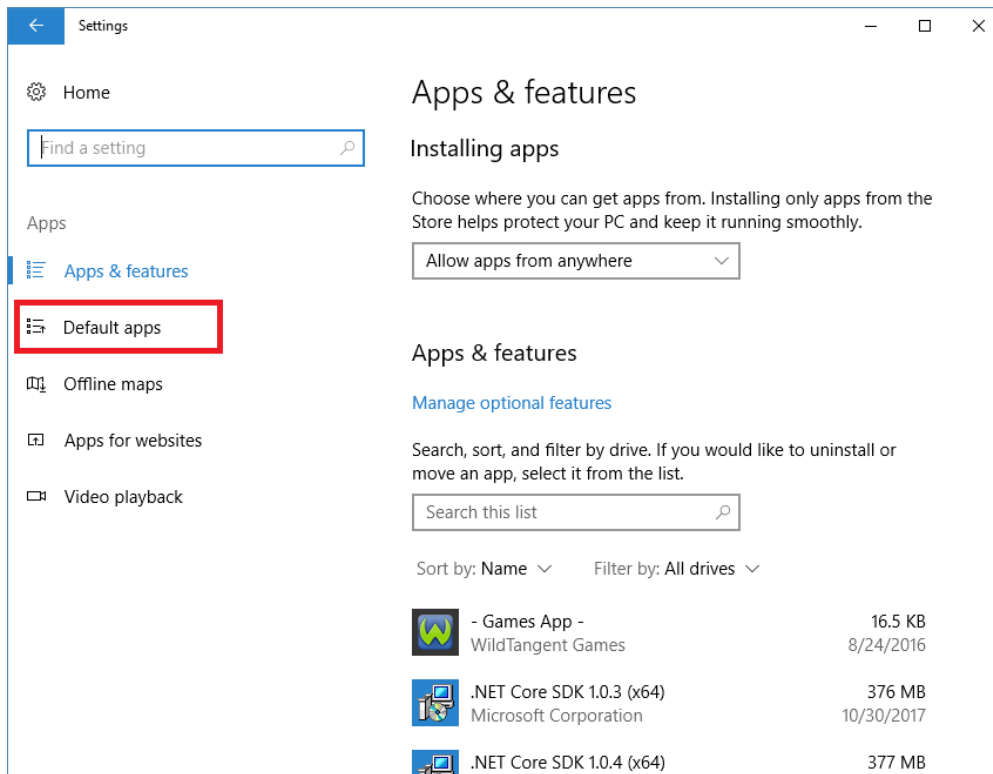 Settings
Home
Find a setting
Apps
Apps & features
Default apps
Offline maps
Apps for websites
Video playback
Apps & features
Installing apps
Choose where you can get apps from. Installing only apps from the
Store helps protect your PC and keep it running smoothly.
Allow apps from anywhere
Apps & features
Manage optional features
Search, sort, and filter by drive. If you would like to uninstall or
move an app, select it from the list.
Search this list
Sort by: Name Filter by: All drives
- Games App - 16.5 KB
WildTangent Games 8/24/2016
.NET Core SDK 1.0.3 (x64) 376 MB
Microsoft Corporation 10/30/2017
.NET Core SDK 1.0.4 (x64) 377 MB